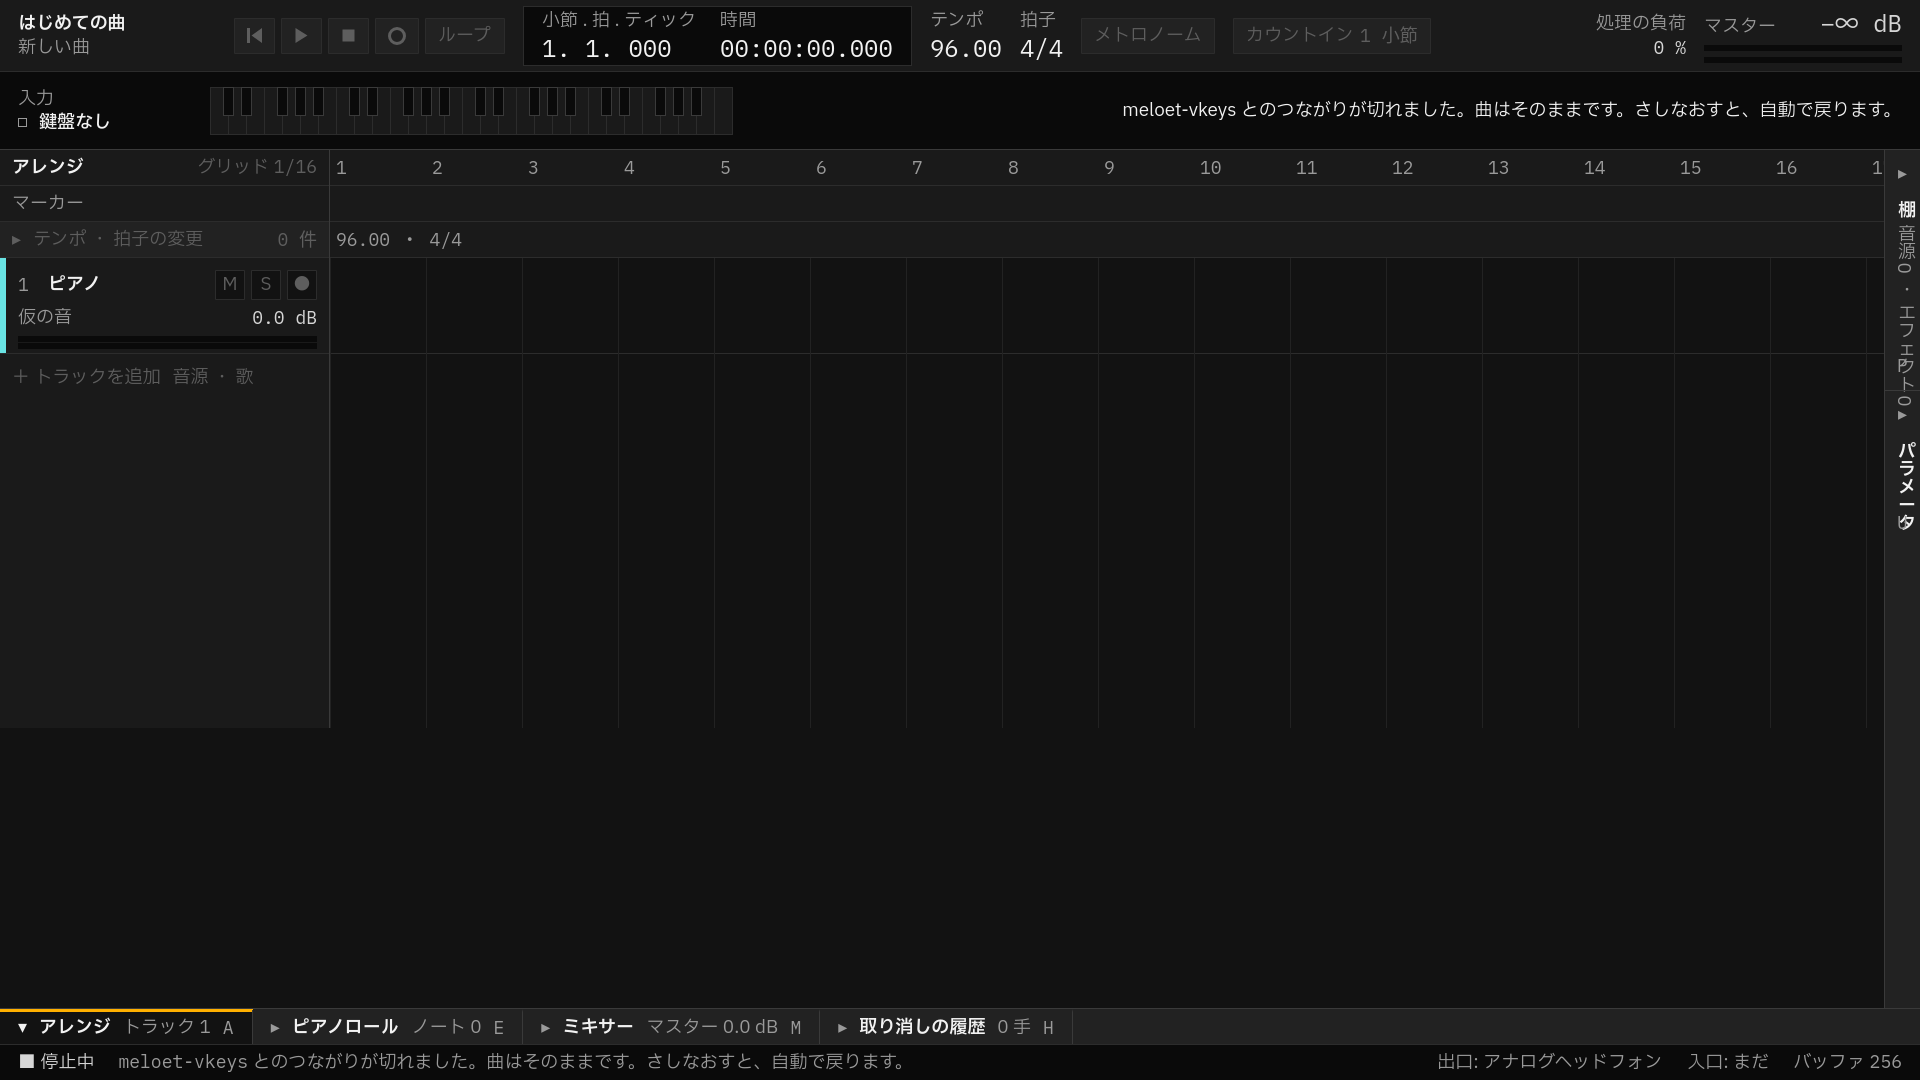 はじめての曲
新しい曲
ループ
小節 . 拍 . ティック 時間
1. 1. 000 00:00:00.000
テンポ 拍子
96.00 4/4
メトロノーム
カウントイン 1 小節
処理の負荷
0 %
マスター −∞ dB
入力
鍵盤なし
meloet-vkeys とのつながりが切れました。曲はそのままです。さしなおすと、自動で戻ります。
アレンジ グリッド 1/16
1 2 3 4 5 6 7 8 9 10 11 12 13 14 15 16 1
マーカー
▸ テンポ · 拍子の変更 0 件
96.00 · 4/4
1 ピアノ M S ●
仮の音 0.0 dB
＋ トラックを追加 音源 · 歌
▸ 棚 音源 0 · エフェクト 0
▸ パラメータ
▾ アレンジ トラック 1 A
▸ ピアノロール ノート 0 E
▸ ミキサー マスター 0.0 dB M
▸ 取り消しの履歴 0 手 H
■ 停止中 meloet-vkeys とのつながりが切れました。曲はそのままです。さしなおすと、自動で戻ります。
出口: アナログヘッドフォン 入口: まだ バッファ 256